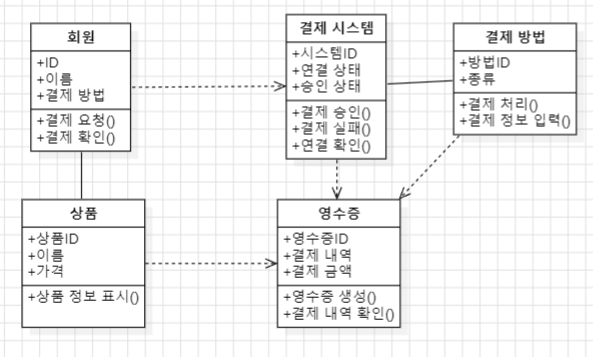 회원
+ID
+이름
+결제 방법
+결제 요청()
+결제 확인()
결제 시스템
+시스템ID
+연결 상태
+승인 상태
+결제 승인()
+결제 실패()
+연결 확인()
결제 방법
+방법ID
+종류
+결제 처리()
+결제 정보 입력()
상품
+상품ID
+이름
+가격
+상품 정보 표시()
영수증
+영수증ID
+결제 내역
+결제 금액
+영수증 생성()
+결제 내역 확인()